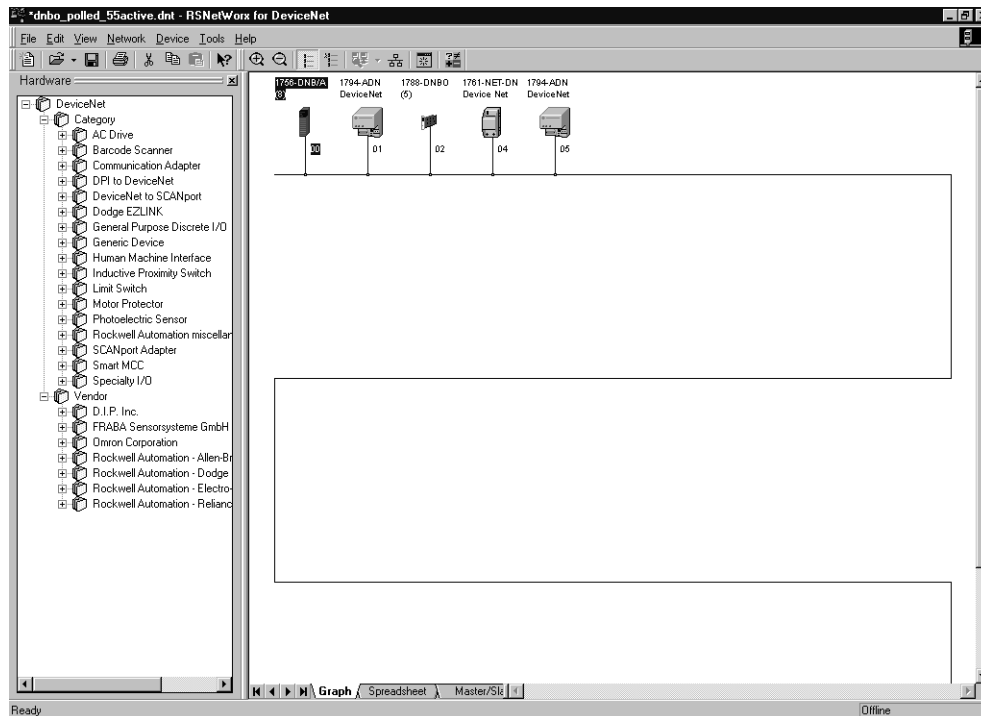 *dnbo_polled_55active.dnt - RSNetWorx for DeviceNet
File Edit View Network Device Tools Help
Hardware
DeviceNet
Category
AC Drive
Barcode Scanner
Communication Adapter
DPI to DeviceNet
DeviceNet to SCANport
Dodge EZLINK
General Purpose Discrete I/O
Generic Device
Human Machine Interface
Inductive Proximity Switch
Limit Switch
Motor Protector
Photoelectric Sensor
Rockwell Automation miscellar
SCANport Adapter
Smart MCC
Specialty I/O
Vendor
D.I.P. Inc.
FRABA Sensorsysteme GmbH
Omron Corporation
Rockwell Automation - Allen-Br
Rockwell Automation - Dodge
Rockwell Automation - Electro-
Rockwell Automation - Relianc
1756-DNB/A 1794-ADN 1788-DNBO 1761-NET-DN 1794-ADN
DeviceNet (5) Device Net DeviceNet
00 01 02 04 05
Graph Spreadsheet Master/Sla
Ready Offline